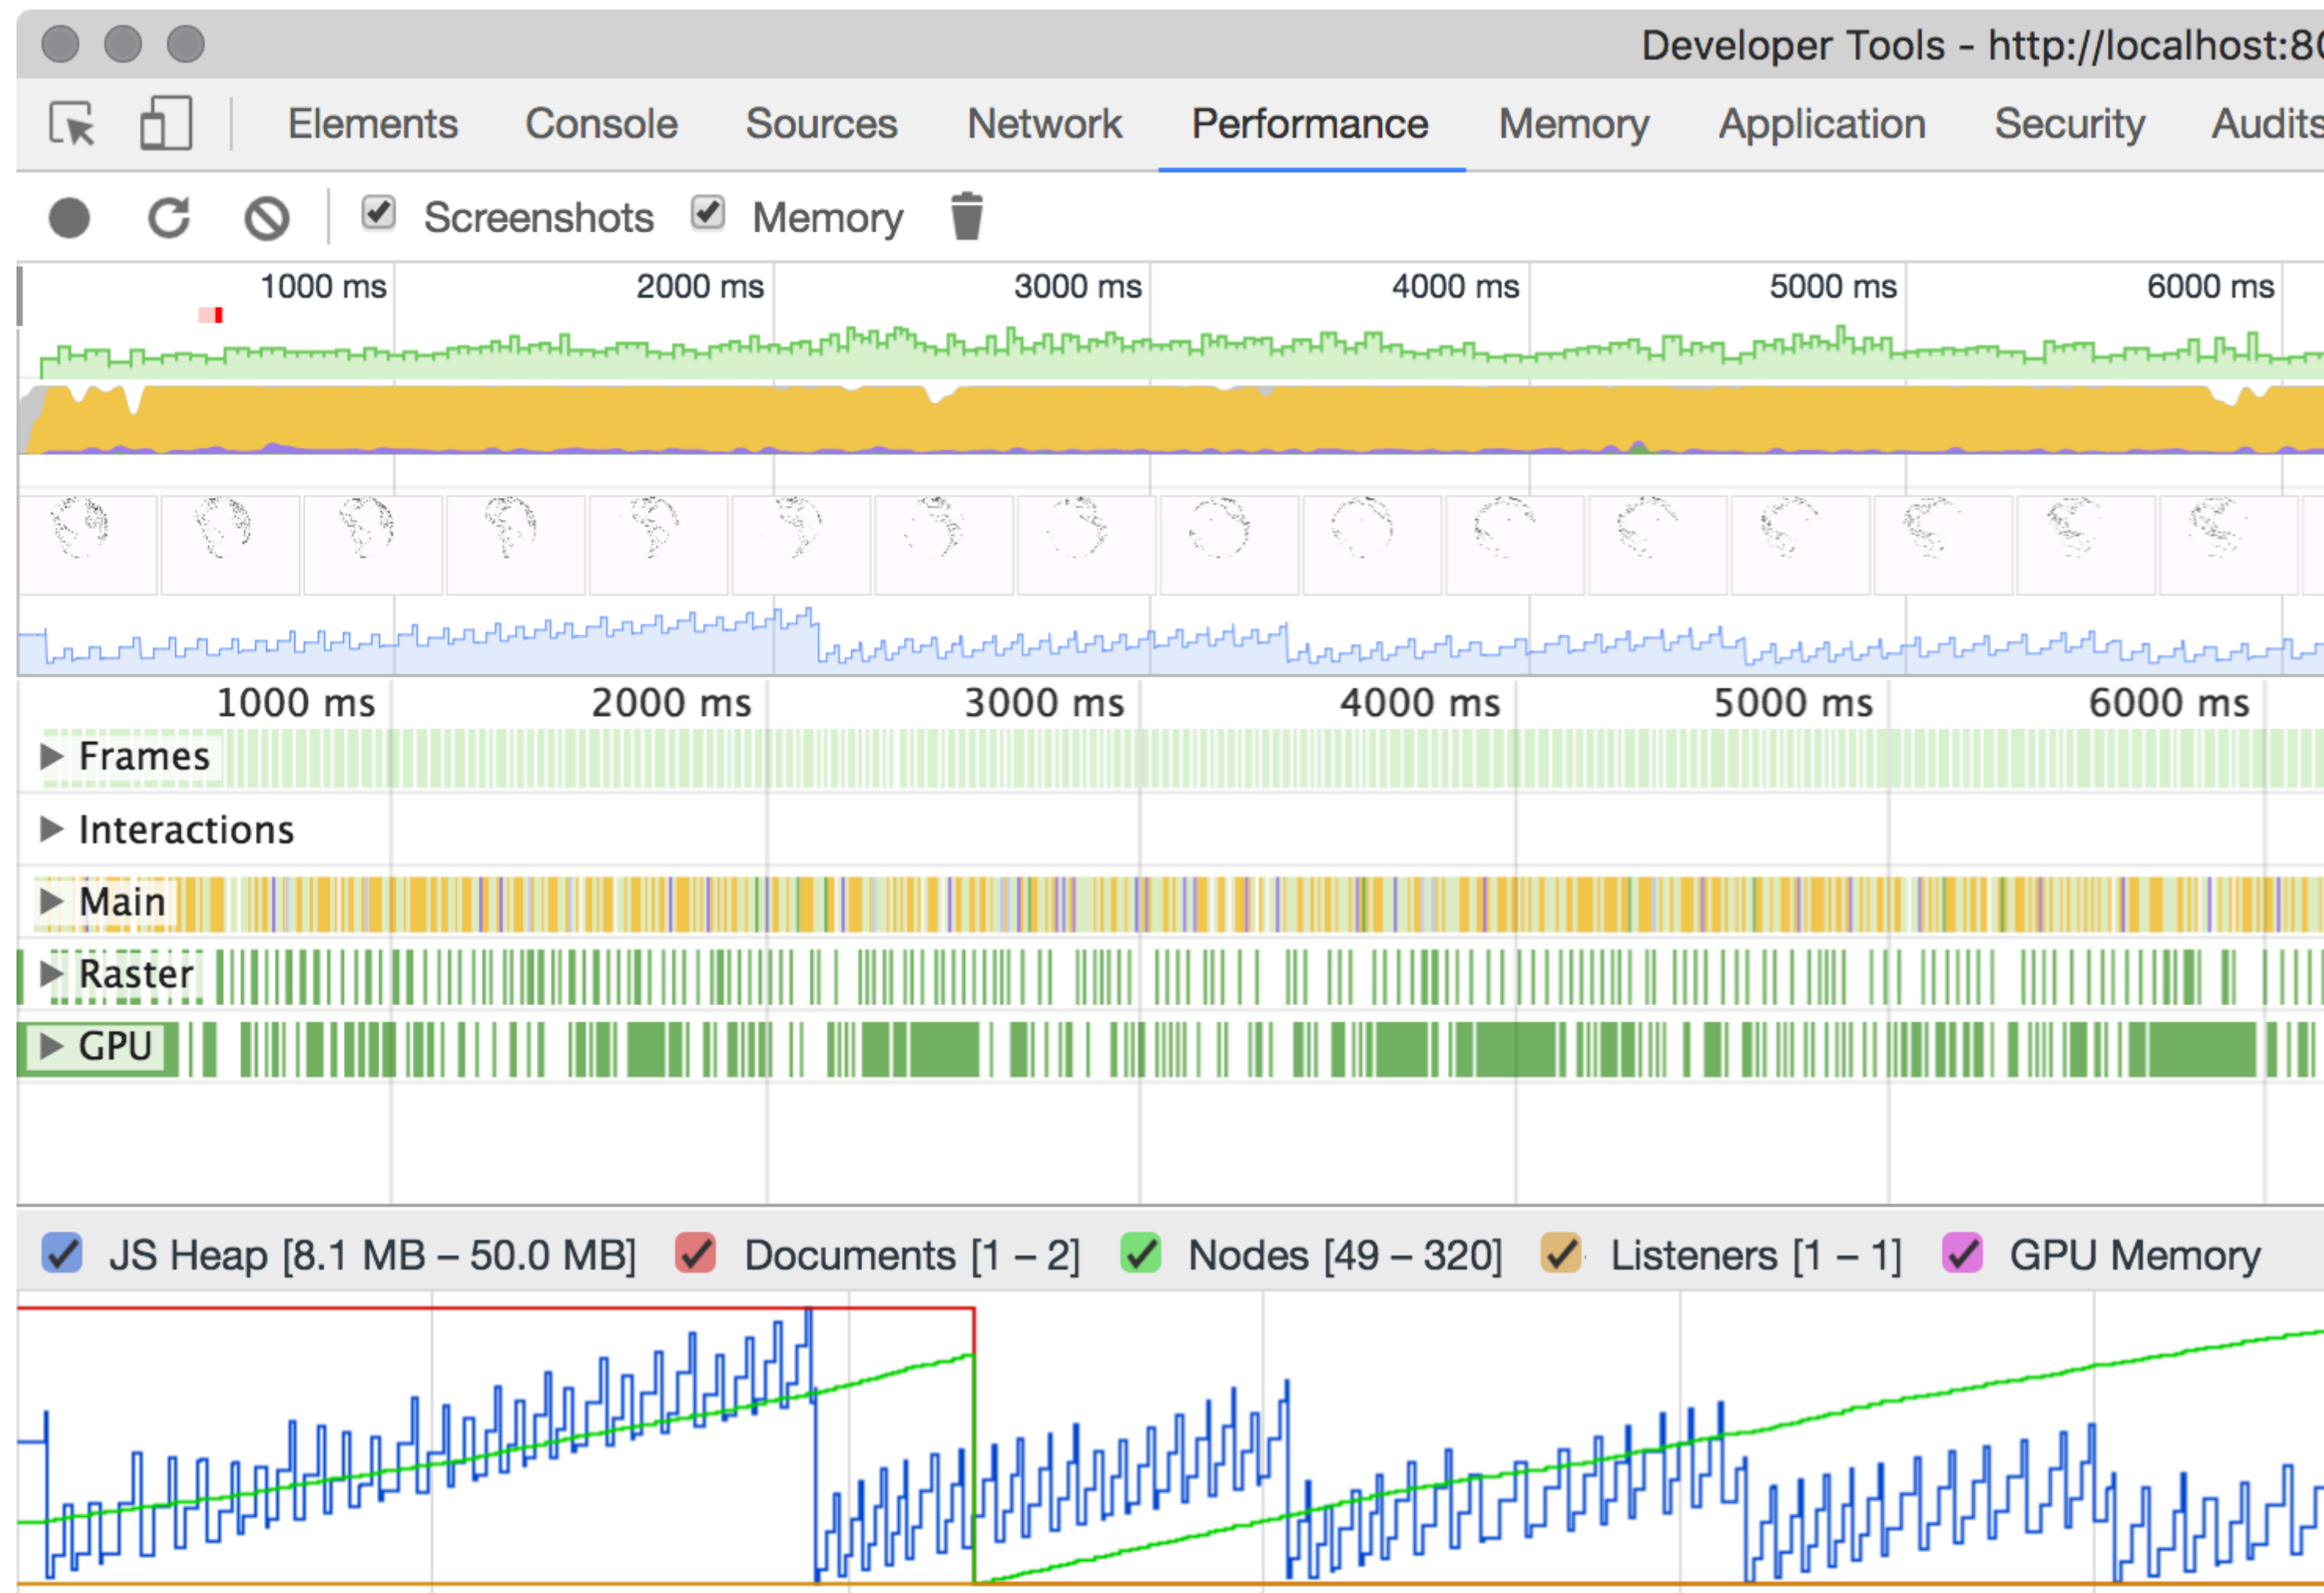 Developer Tools - http://localhost:80
Elements Console Sources Network Performance Memory Application Security Audits
Screenshots Memory
1000 ms 2000 ms 3000 ms 4000 ms 5000 ms 6000 ms
1000 ms 2000 ms 3000 ms 4000 ms 5000 ms 6000 ms
Frames
Interactions
Main
Raster
GPU
JS Heap [8.1 MB – 50.0 MB] Documents [1 – 2] Nodes [49 – 320] Listeners [1 – 1] GPU Memory